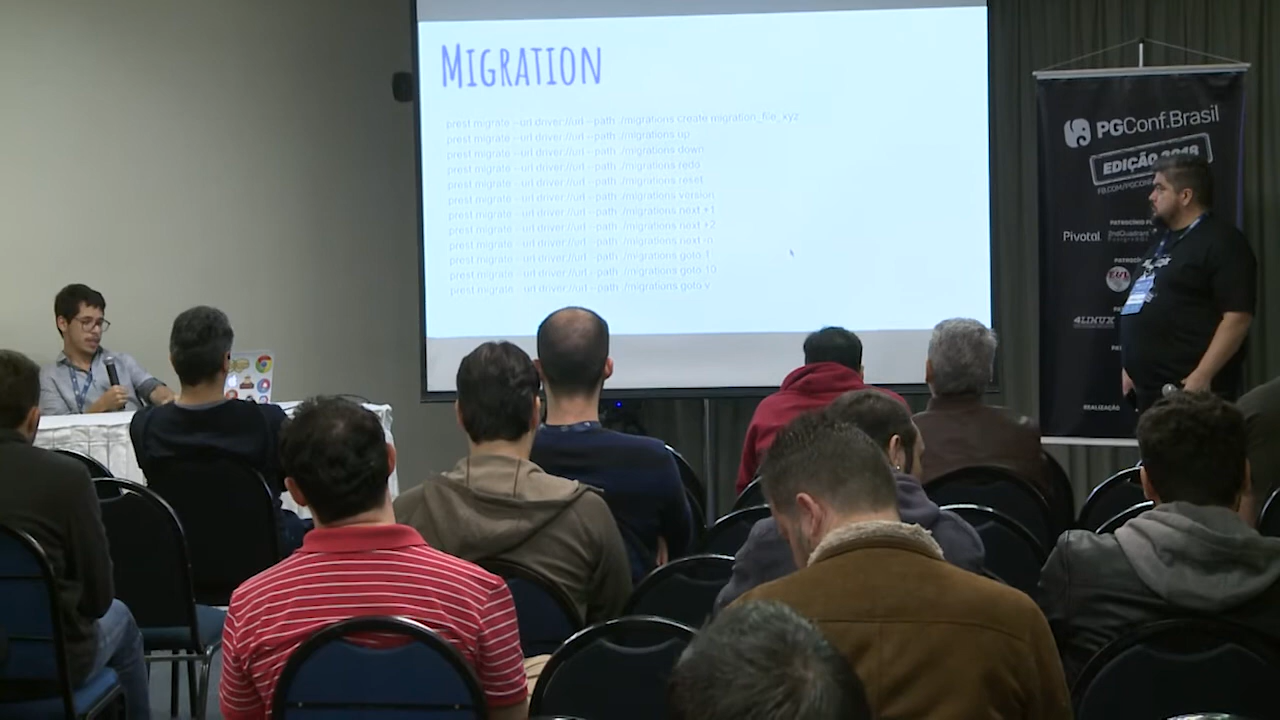 MIGRATION
prest migrate --url driver://url --path ./migrations create migration_file_xyz
prest migrate --url driver://url --path ./migrations up
prest migrate --url driver://url --path ./migrations down
prest migrate --url driver://url --path ./migrations redo
prest migrate --url driver://url --path ./migrations reset
prest migrate --url driver://url --path ./migrations version
prest migrate --url driver://url --path ./migrations next +1
prest migrate --url driver://url --path ./migrations next +2
prest migrate --url driver://url --path ./migrations next -n
prest migrate --url driver://url --path ./migrations goto 1
prest migrate --url driver://url --path ./migrations goto 10
prest migrate --url driver://url --path ./migrations goto v
PGConf.Brasil
EDIÇÃO 2018
Pivotal
2ndQuadrant
4LINUX
REALIZAÇÃO